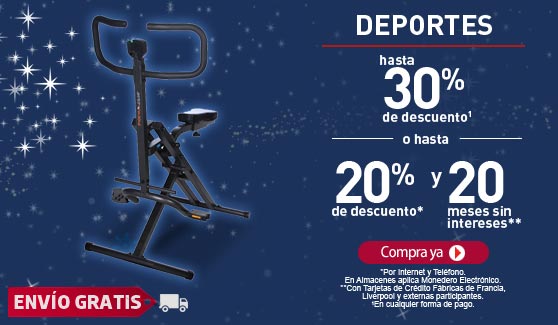 DEPORTES
hasta
30%
de descuento¹
o hasta
20% y 20
de descuento* meses sin
intereses**
Compra ya
*Por Internet y Teléfono.
En Almacenes aplica Monedero Electrónico.
**Con Tarjetas de Crédito Fábricas de Francia,
Liverpool y externas participantes.
¹En cualquier forma de pago.
ENVÍO GRATIS